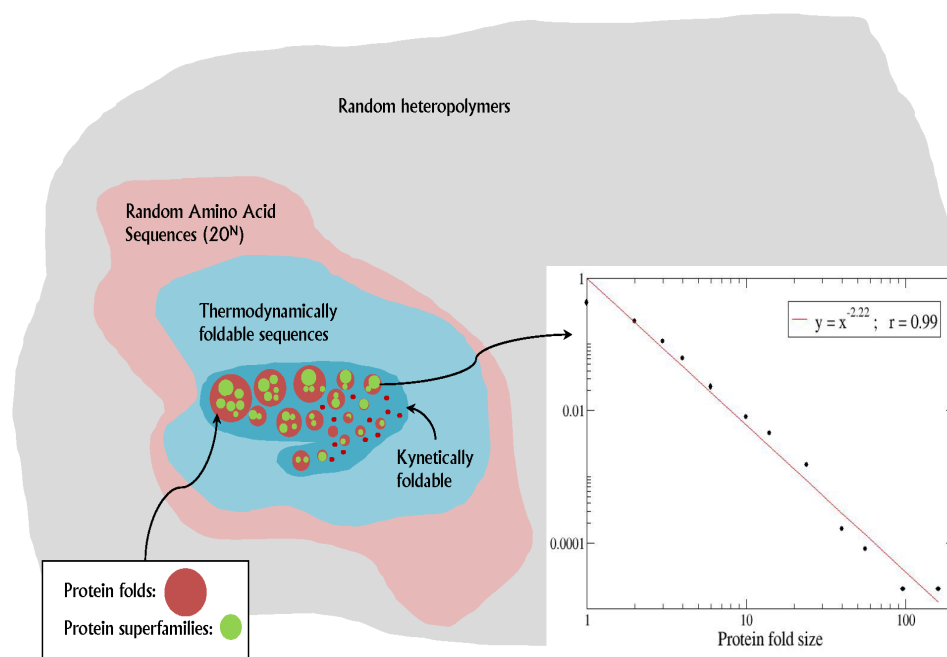 Random heteropolymers
Random Amino Acid
Sequences (20ᴺ)
Thermodynamically
foldable sequences
Kynetically
foldable
Protein folds:
Protein superfamilies:
y = x^-2.22 ; r = 0.99
1
0.01
0.0001
1
10
100
Protein fold size